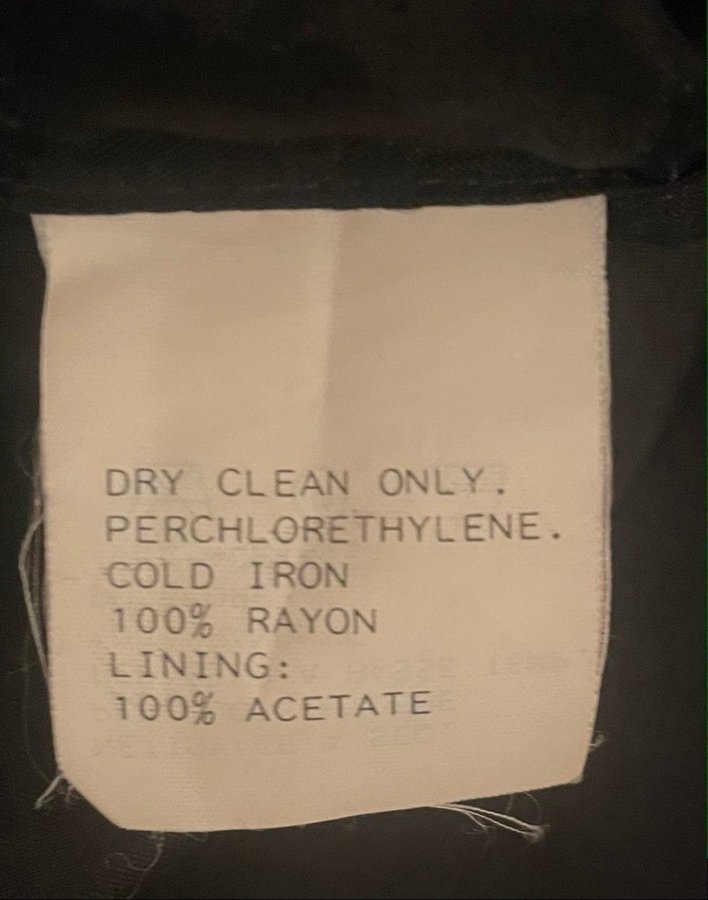 DRY CLEAN ONLY.
PERCHLORETHYLENE.
COLD IRON
100% RAYON
LINING:
100% ACETATE